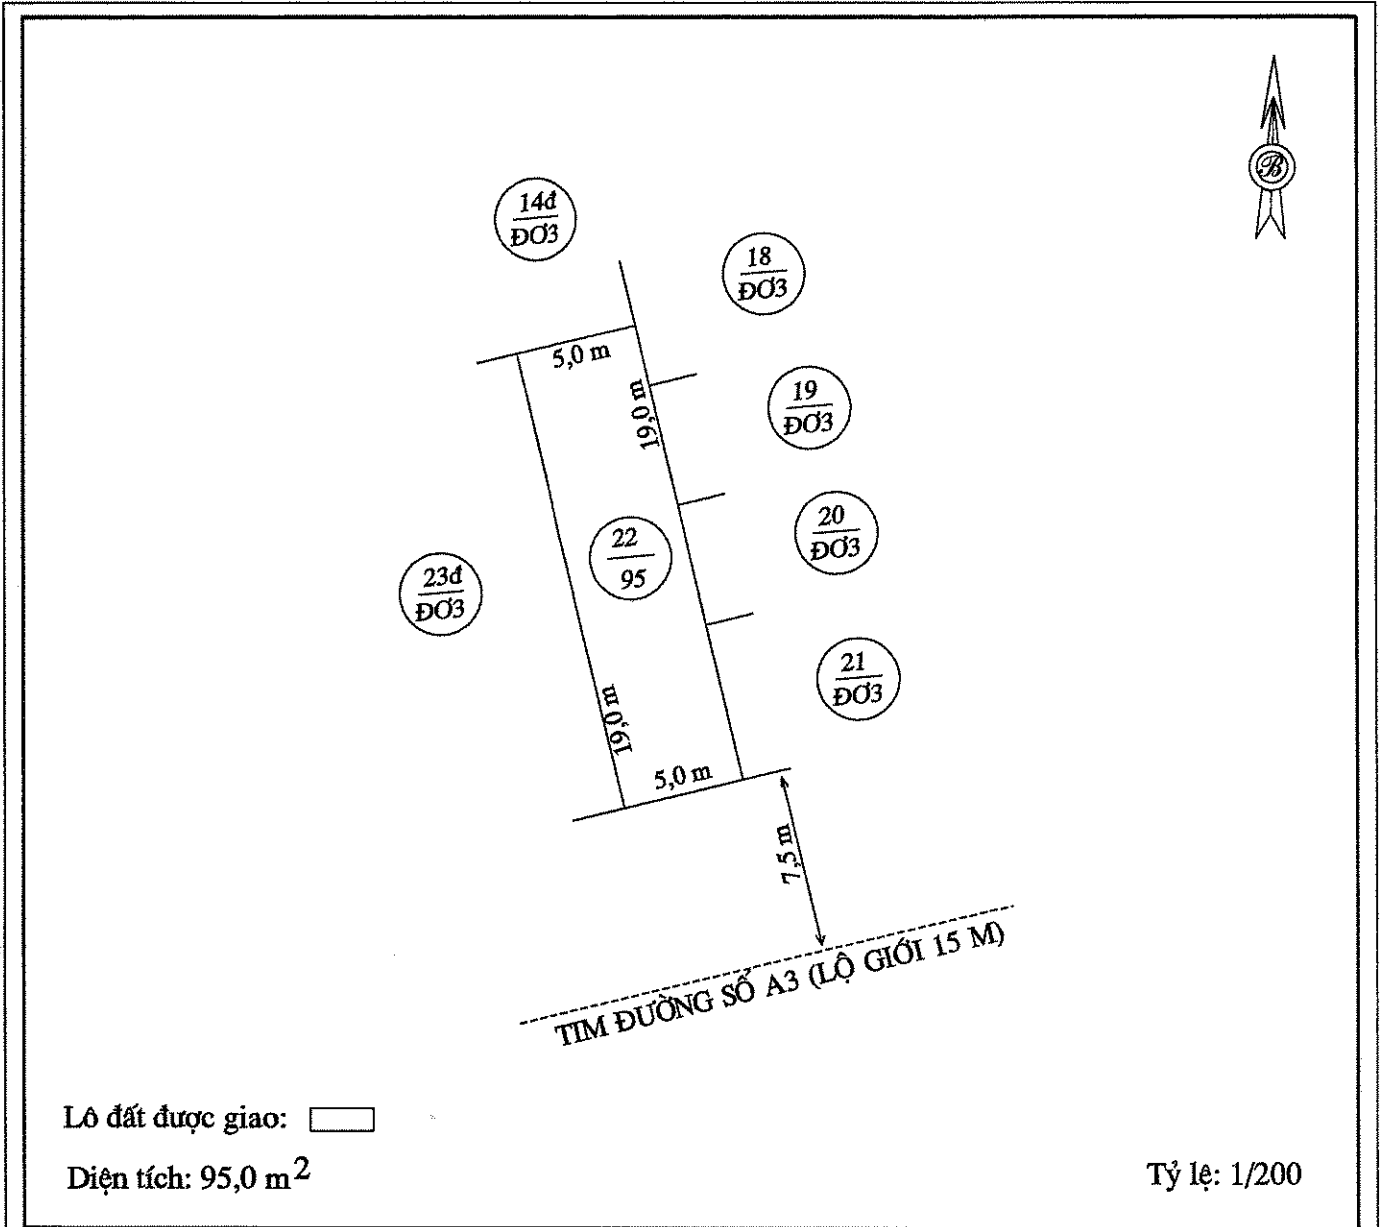 B
14đ
ĐƠ3
18
ĐƠ3
5,0 m
19,0 m
19
ĐƠ3
20
ĐƠ3
22
95
23đ
ĐƠ3
21
ĐƠ3
19,0 m
5,0 m
7,5 m
TIM ĐƯỜNG SỐ A3 (LỘ GIỚI 15 M)
Lô đất được giao:
Diện tích: 95,0 m2
Tỷ lệ: 1/200